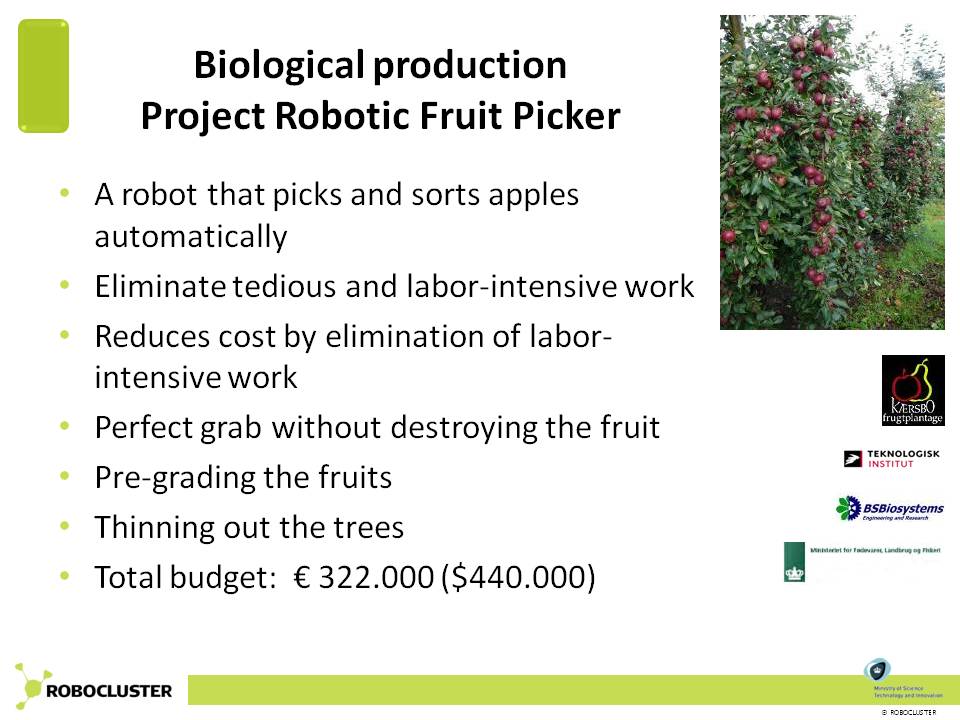 Biological production
Project Robotic Fruit Picker
• A robot that picks and sorts apples
automatically
• Eliminate tedious and labor-intensive work
• Reduces cost by elimination of labor-
intensive work
• Perfect grab without destroying the fruit
• Pre-grading the fruits
• Thinning out the trees
• Total budget: € 322.000 ($440.000)
KÆRSBO
frugtplantage
TEKNOLOGISK
INSTITUT
BSBiosystems
Engineering and Research
Ministeriet for Fødevarer, Landbrug og Fiskeri
ROBOCLUSTER
Ministry of Science
Technology and Innovation
© ROBOCLUSTER